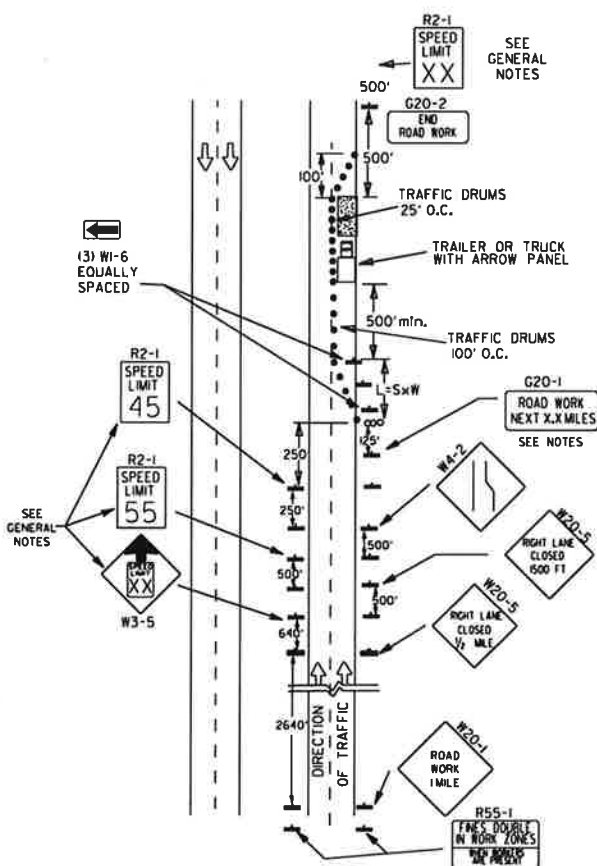 R2-1
SPEED
LIMIT
XX
SEE
GENERAL
NOTES
500'
G20-2
END
ROAD WORK
100'
500'
TRAFFIC DRUMS
25' O.C.
TRAILER OR TRUCK
WITH ARROW PANEL
(3) W1-6
EQUALLY
SPACED
500' min.
TRAFFIC DRUMS
100' O.C.
R2-1
SPEED
LIMIT
45
L=SxW
G20-1
ROAD WORK
NEXT X.X MILES
SEE NOTES
125'
250
W4-2
R2-1
SPEED
LIMIT
55
250'
SEE
GENERAL
NOTES
500'
500'
W20-5
RIGHT LANE
CLOSED
1500 FT
SPEED
LIMIT
XX
W3-5
500'
W20-5
RIGHT LANE
CLOSED
1/2 MILE
640'
2640'
DIRECTION
OF TRAFFIC
W20-1
ROAD
WORK
1 MILE
R55-1
FINES DOUBLE
IN WORK ZONES
WHEN WORKERS
ARE PRESENT